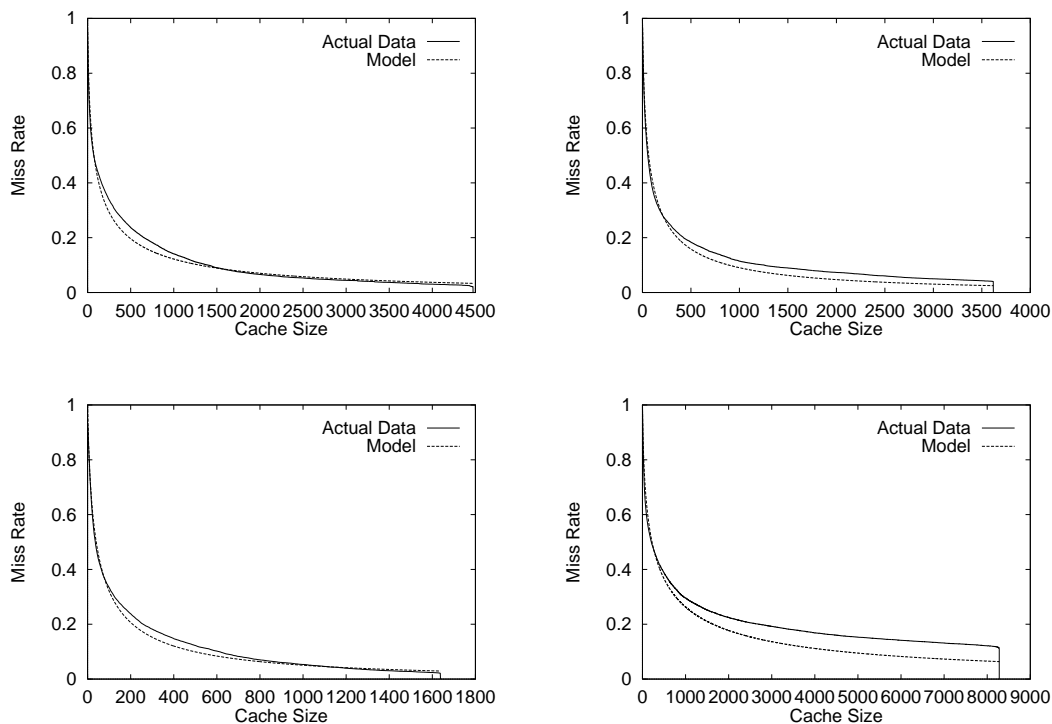 1
0.8
0.6
0.4
0.2
0
Miss Rate
Actual Data
Model
0 500 1000 1500 2000 2500 3000 3500 4000 4500
Cache Size
1
0.8
0.6
0.4
0.2
0
Miss Rate
Actual Data
Model
0 500 1000 1500 2000 2500 3000 3500 4000
Cache Size
1
0.8
0.6
0.4
0.2
0
Miss Rate
Actual Data
Model
0 200 400 600 800 1000 1200 1400 1600 1800
Cache Size
1
0.8
0.6
0.4
0.2
0
Miss Rate
Actual Data
Model
0 1000 2000 3000 4000 5000 6000 7000 8000 9000
Cache Size